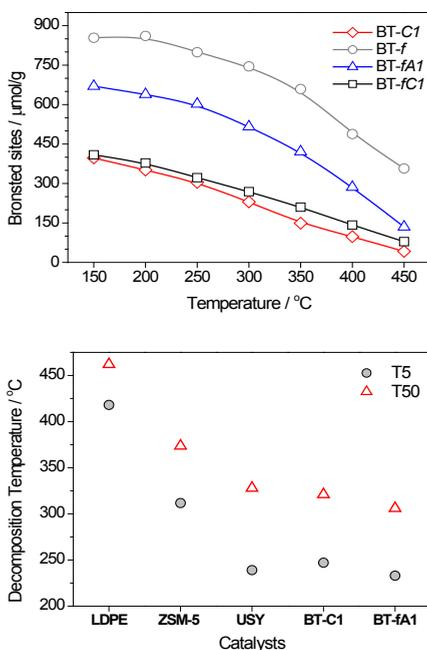 900
750
600
450
300
150
0
Bronsted sites / μmol/g
BT-C1
BT-f
BT-fA1
BT-fC1
150 200 250 300 350 400 450
Temperature / °C
450
400
350
300
250
200
Decomposition Temperature / °C
T5
T50
LDPE ZSM-5 USY BT-C1 BT-fA1
Catalysts